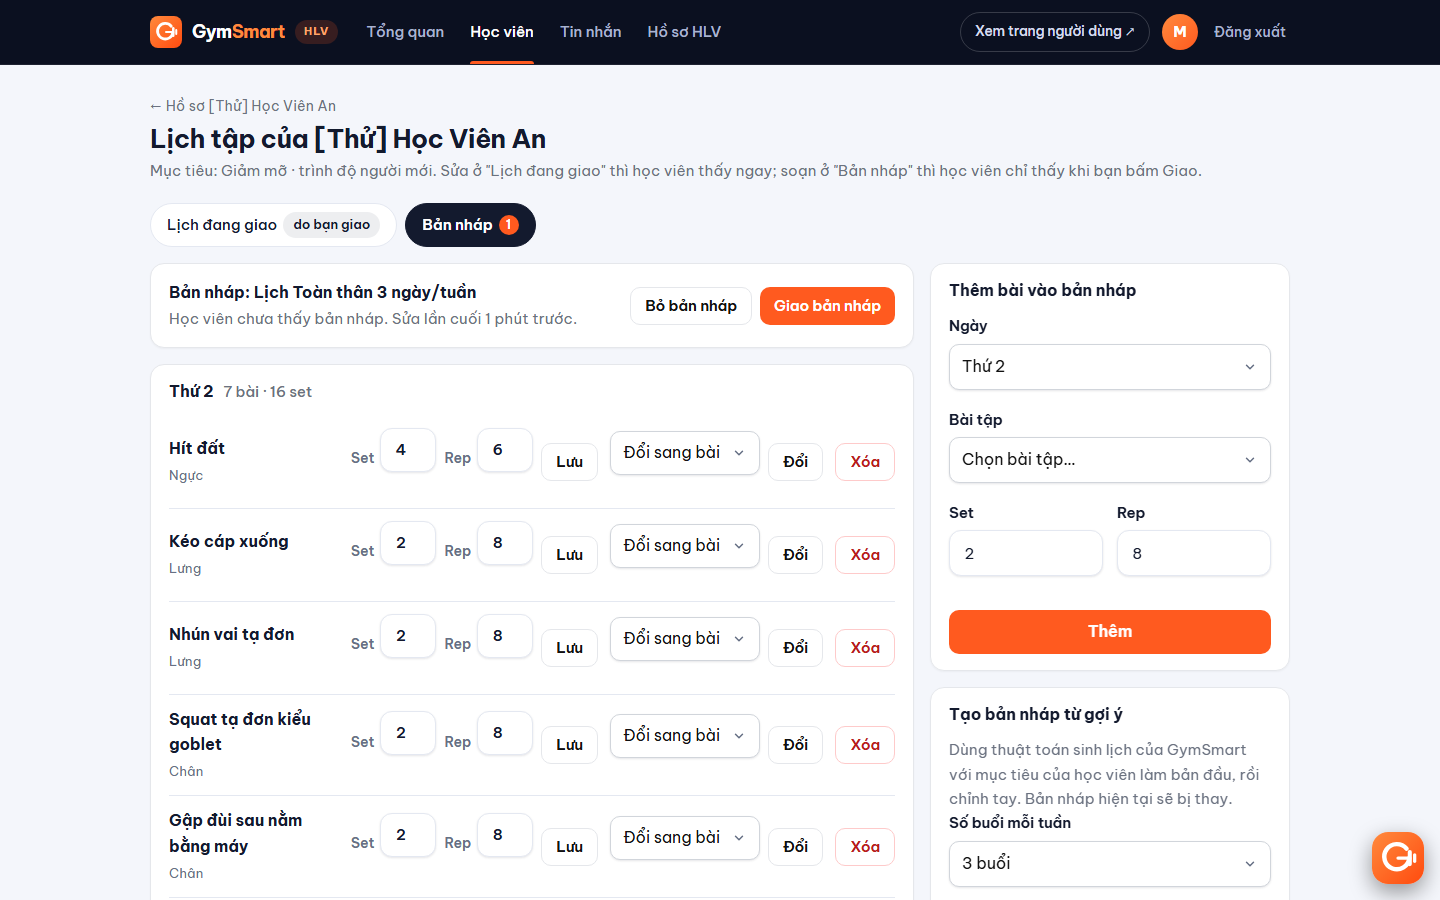 GymSmart HLV Tổng quan Học viên Tin nhắn Hồ sơ HLV Xem trang người dùng ↗ M Đăng xuất
← Hồ sơ [Thử] Học Viên An
Lịch tập của [Thử] Học Viên An
Mục tiêu: Giảm mỡ · trình độ người mới. Sửa ở "Lịch đang giao" thì học viên thấy ngay; soạn ở "Bản nháp" thì học viên chỉ thấy khi bạn bấm Giao.
Lịch đang giao do bạn giao Bản nháp 1
Bản nháp: Lịch Toàn thân 3 ngày/tuần
Học viên chưa thấy bản nháp. Sửa lần cuối 1 phút trước.
Bỏ bản nháp Giao bản nháp
Thứ 2 7 bài · 16 set
Hít đất
Ngực
Set 4 Rep 6 Lưu Đổi sang bài Đổi Xóa
Kéo cáp xuống
Lưng
Set 2 Rep 8 Lưu Đổi sang bài Đổi Xóa
Nhún vai tạ đơn
Lưng
Set 2 Rep 8 Lưu Đổi sang bài Đổi Xóa
Squat tạ đơn kiểu
goblet
Chân
Set 2 Rep 8 Lưu Đổi sang bài Đổi Xóa
Gập đùi sau nằm
bằng máy
Chân
Set 2 Rep 8 Lưu Đổi sang bài Đổi Xóa
Thêm bài vào bản nháp
Ngày
Thứ 2
Bài tập
Chọn bài tập...
Set Rep
2 8
Thêm
Tạo bản nháp từ gợi ý
Dùng thuật toán sinh lịch của GymSmart
với mục tiêu của học viên làm bản đầu, rồi
chỉnh tay. Bản nháp hiện tại sẽ bị thay.
Số buổi mỗi tuần
3 buổi